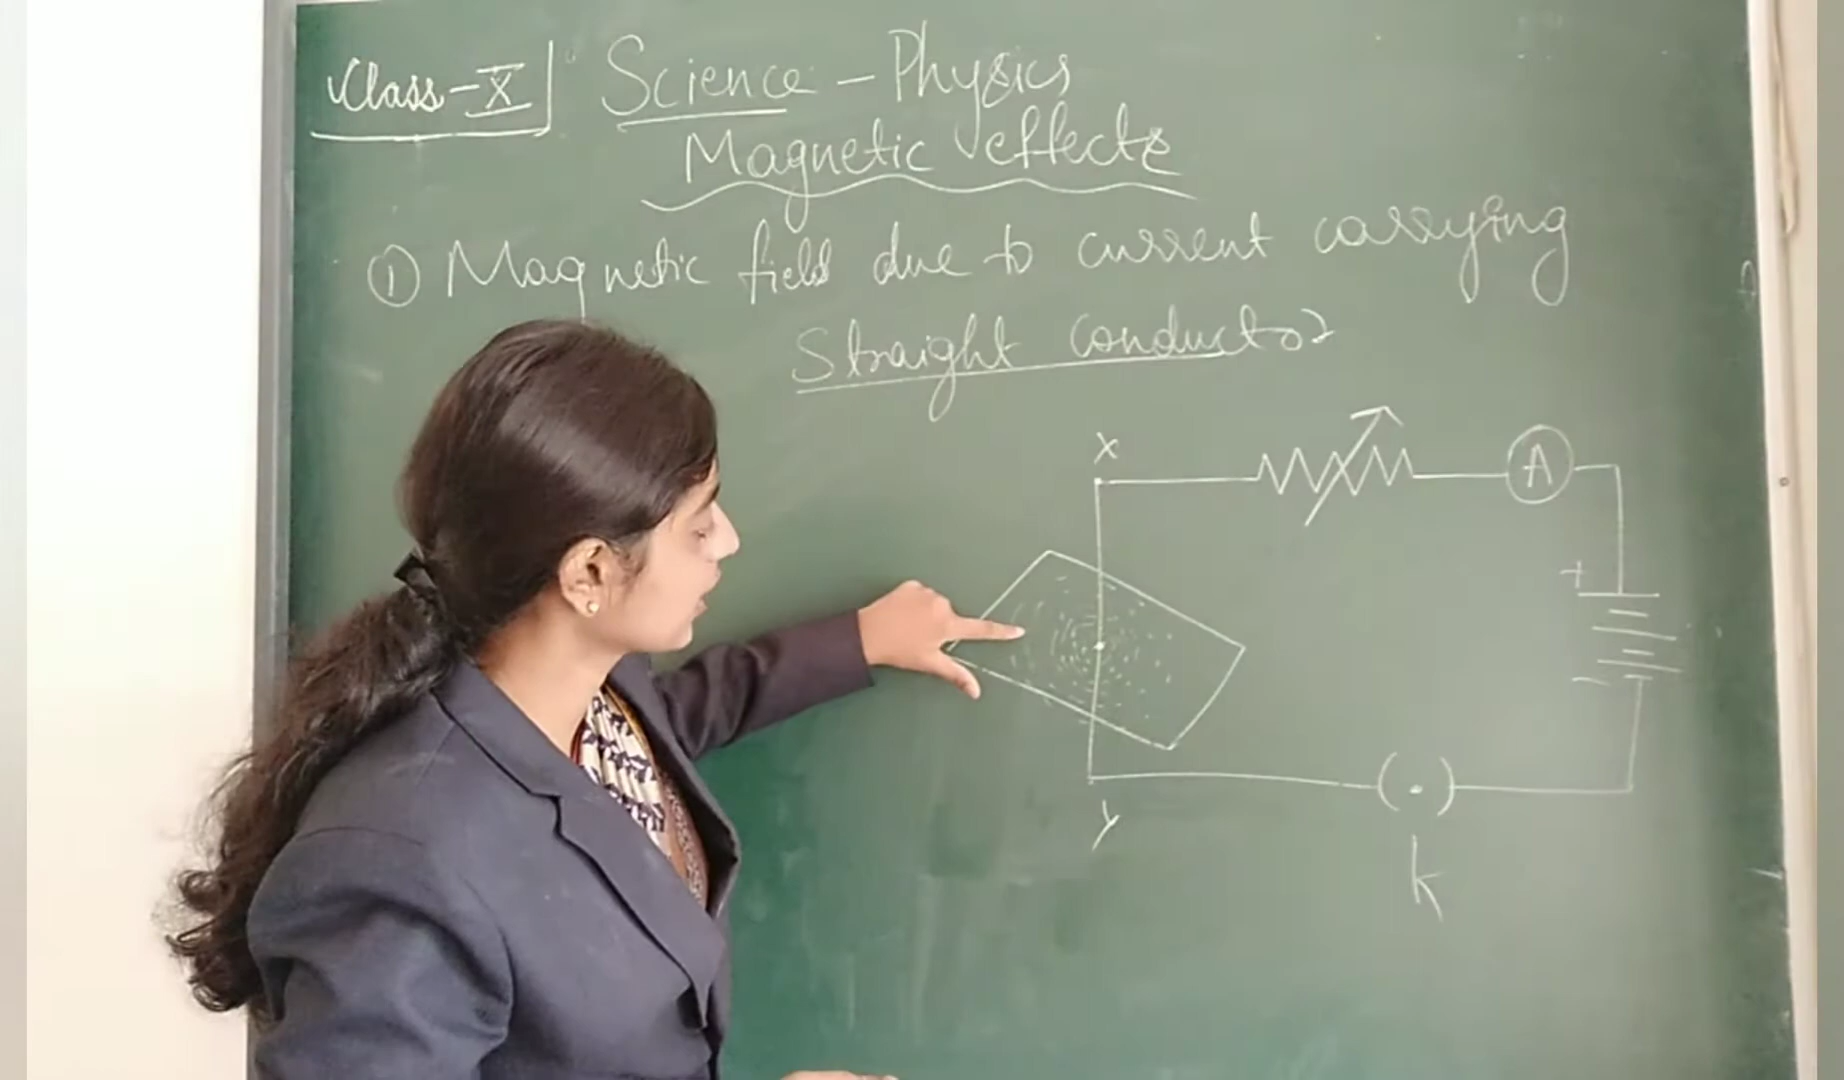 Class-X Science - Physics
Magnetic effects
① Magnetic field due to current carrying
Straight Conductor
X
A
+
-
y
K